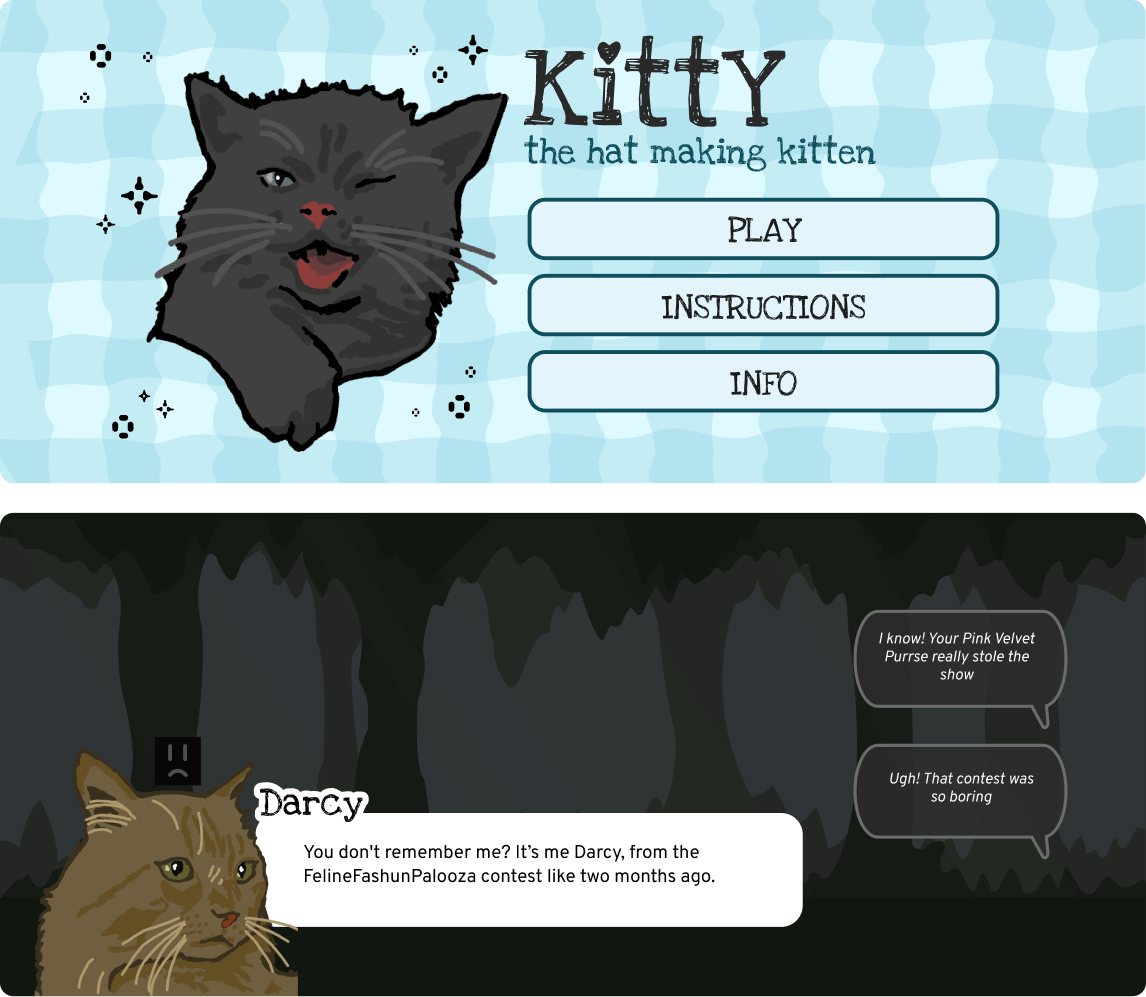 KittY
the hat making kitten
PLAY
INSTRUCTIONS
INFO
I know! Your Pink Velvet
Purrse really stole the
show
Ugh! That contest was
so boring
Darcy
You don't remember me? It’s me Darcy, from the
FelineFashunPalooza contest like two months ago.